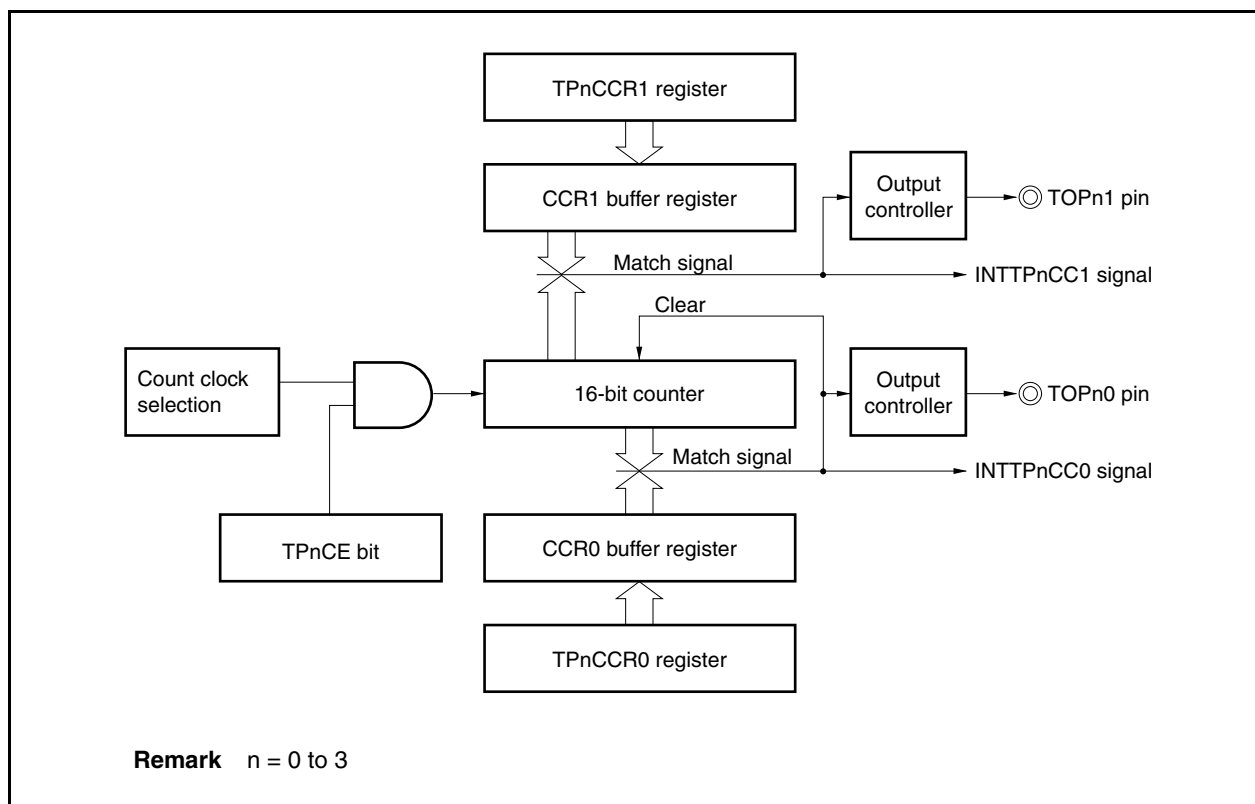 TPnCCR1 register
CCR1 buffer register
Output
controller
TOPn1 pin
Match signal
INTTPnCC1 signal
Clear
Count clock
selection
16-bit counter
Output
controller
TOPn0 pin
Match signal
INTTPnCC0 signal
TPnCE bit
CCR0 buffer register
TPnCCR0 register
Remark n = 0 to 3